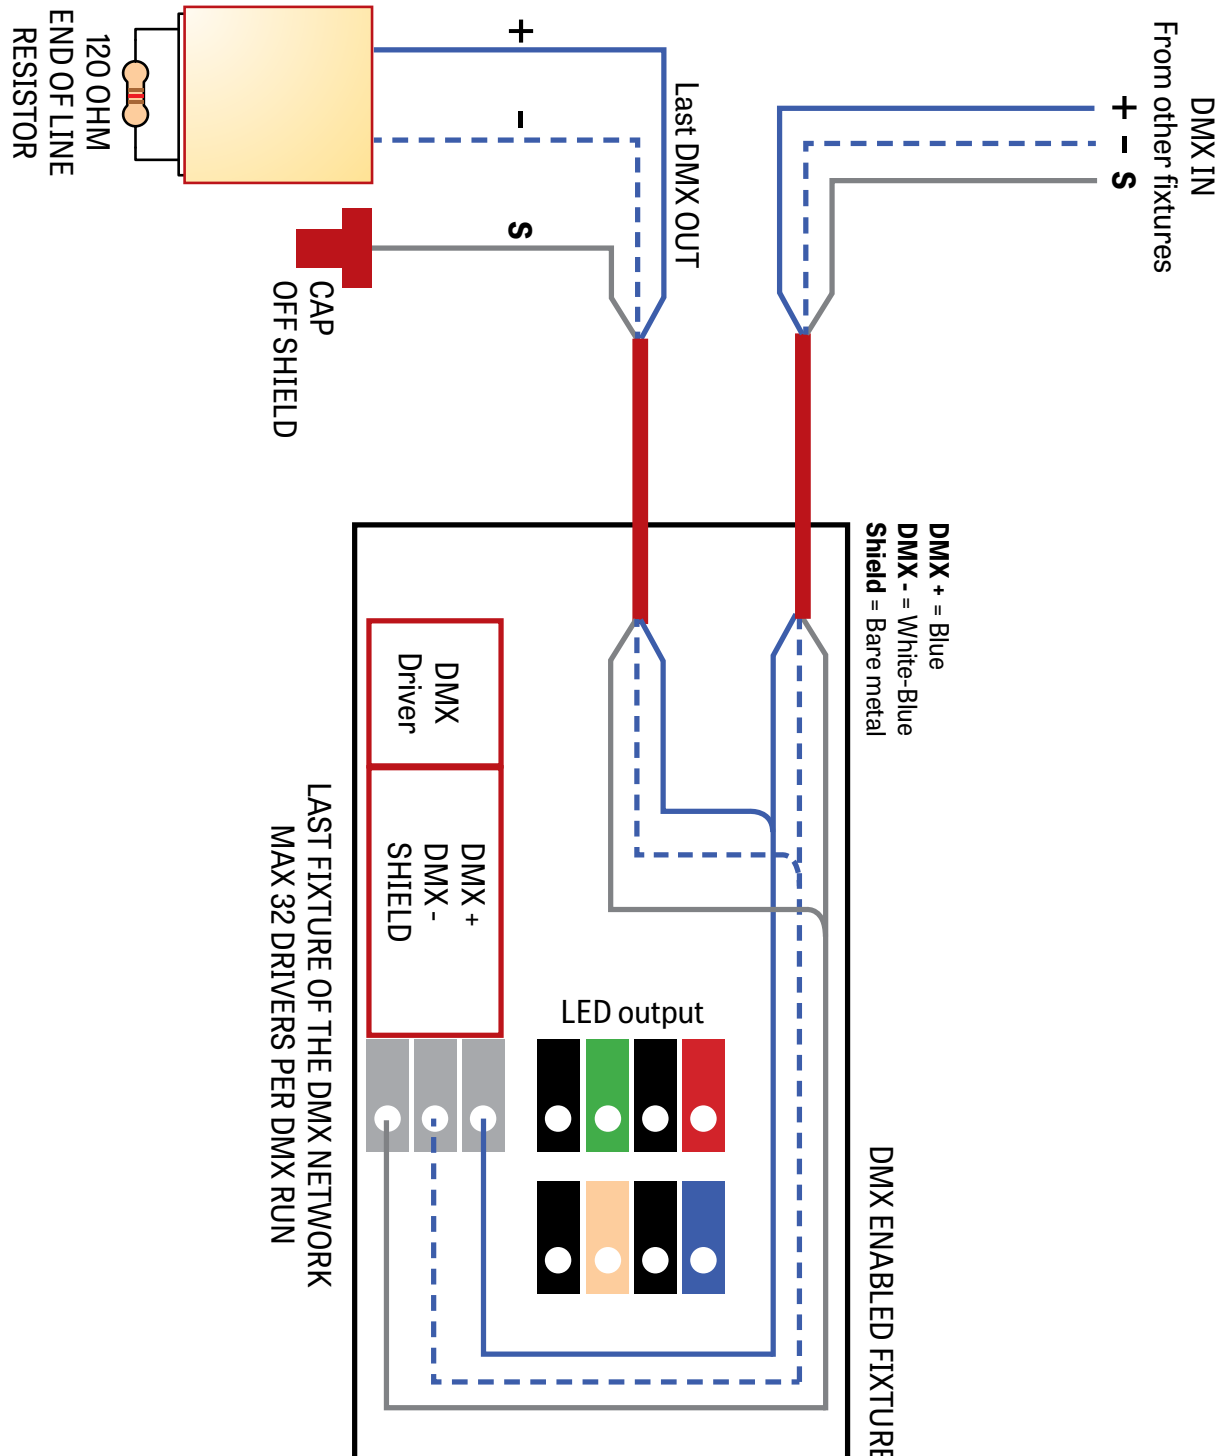 DMX IN
From other fixtures
+
-
S
Last DMX OUT
+
-
S
120 OHM
END OF LINE
RESISTOR
CAP
OFF SHIELD
DMX + = Blue
DMX - = White-Blue
Shield = Bare metal
DMX
Driver
DMX +
DMX -
SHIELD
LED output
DMX ENABLED FIXTURE
LAST FIXTURE OF THE DMX NETWORK
MAX 32 DRIVERS PER DMX RUN